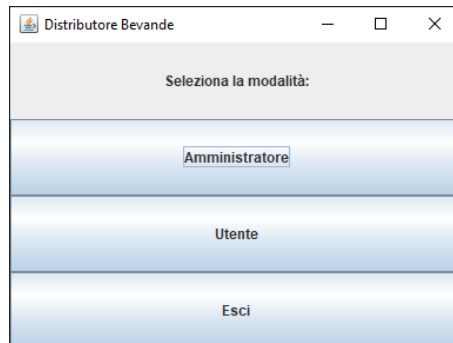 Distributore Bevande
Seleziona la modalità:
Amministratore
Utente
Esci